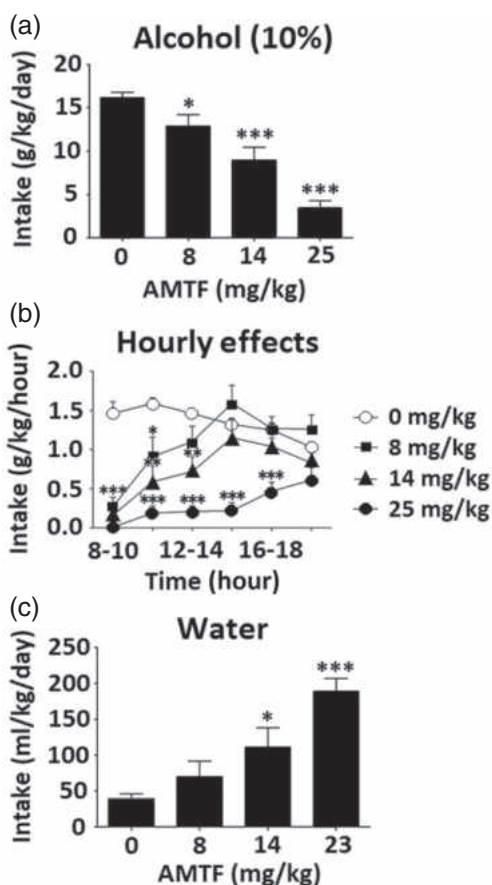 (a)
Alcohol (10%)
Intake (g/kg/day)
20
15
10
5
0
*
***
***
0 8 14 25
AMTF (mg/kg)
(b)
Hourly effects
Intake (g/kg/hour)
2.0
1.5
1.0
0.5
0.0
***
*
**
***
**
***
***
***
8-10 12-14 16-18
Time (hour)
0 mg/kg
8 mg/kg
14 mg/kg
25 mg/kg
(c)
Water
Intake (ml/kg/day)
250
200
150
100
50
0
*
***
0 8 14 23
AMTF (mg/kg)